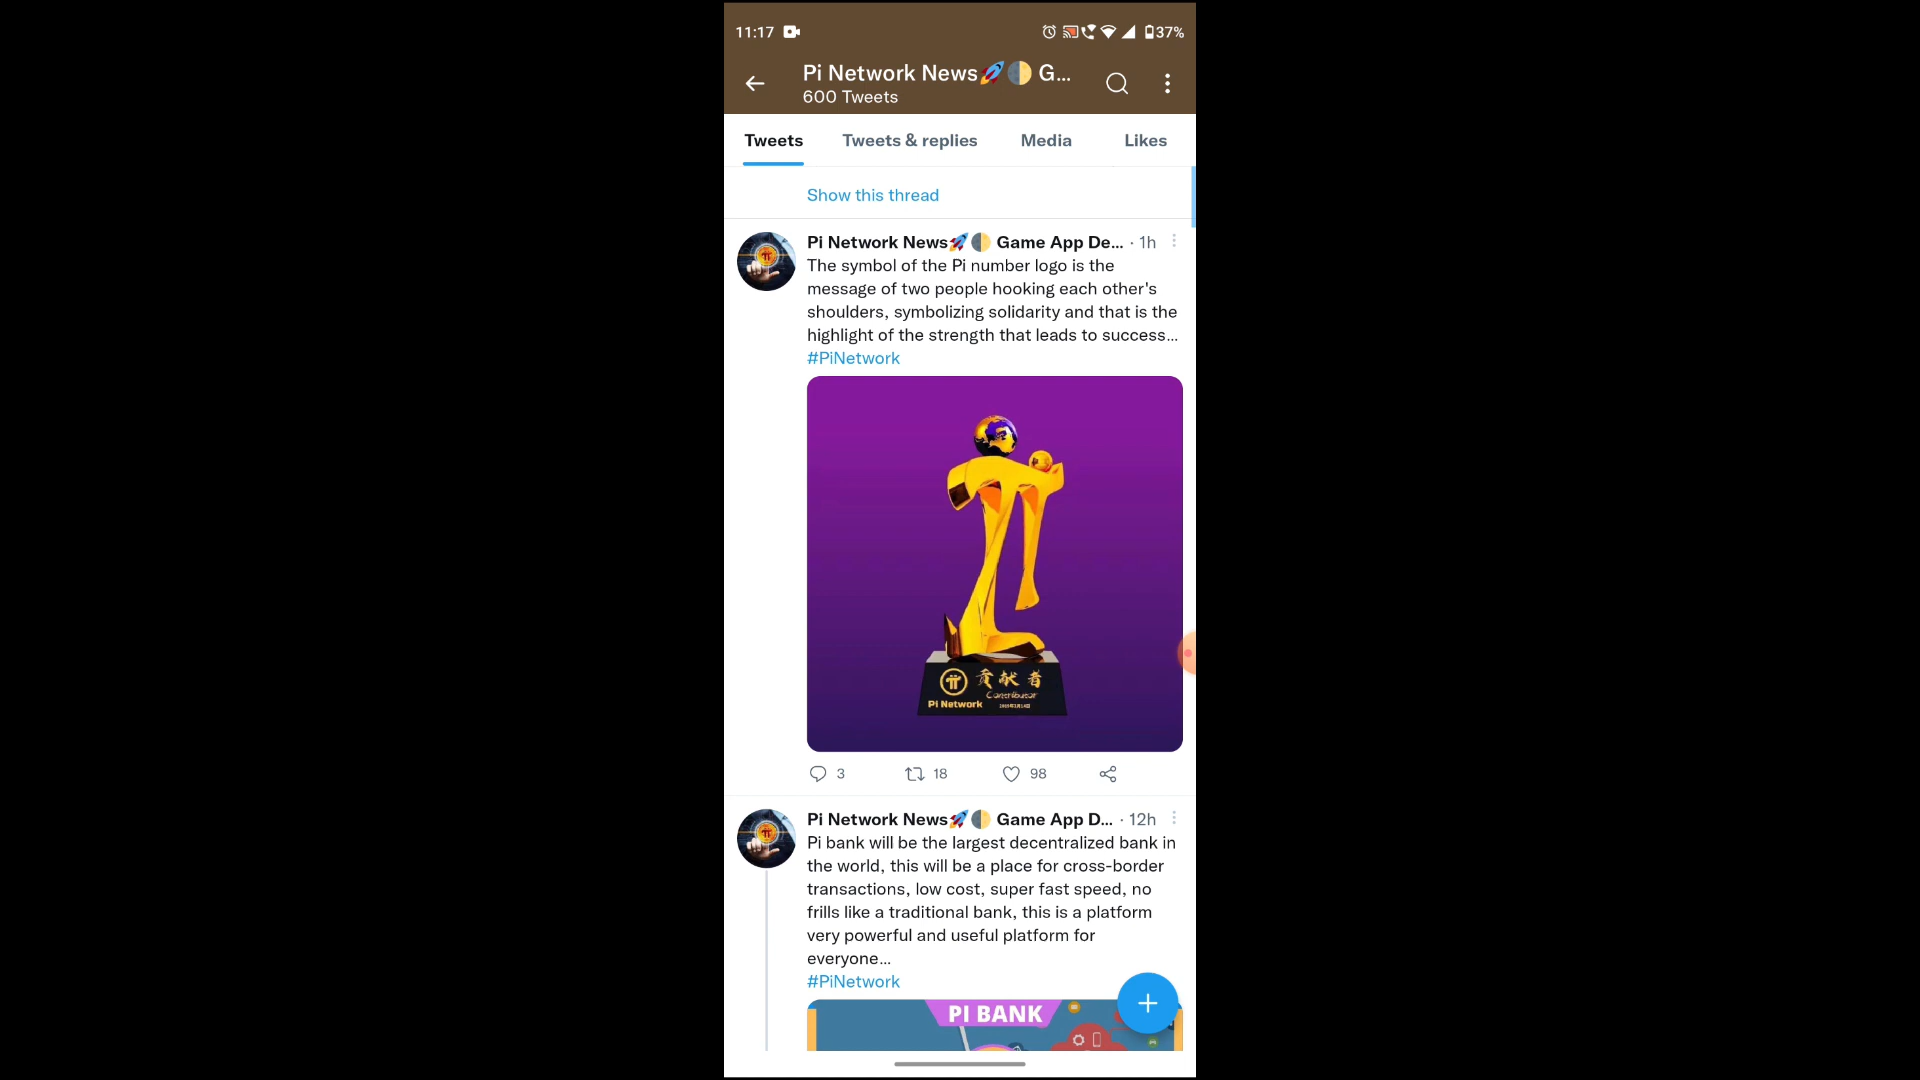 11:17
37%
Pi Network News🚀🌓 G...
600 Tweets
Tweets
Tweets & replies
Media
Likes
Show this thread
Pi Network News🚀🌓 Game App De... · 1h
The symbol of the Pi number logo is the
message of two people hooking each other's
shoulders, symbolizing solidarity and that is the
highlight of the strength that leads to success...
#PiNetwork
贡献者
Contributor
Pi Network
3
18
98
Pi Network News🚀🌓 Game App D... · 12h
Pi bank will be the largest decentralized bank in
the world, this will be a place for cross-border
transactions, low cost, super fast speed, no
frills like a traditional bank, this is a platform
very powerful and useful platform for
everyone...
#PiNetwork
PI BANK